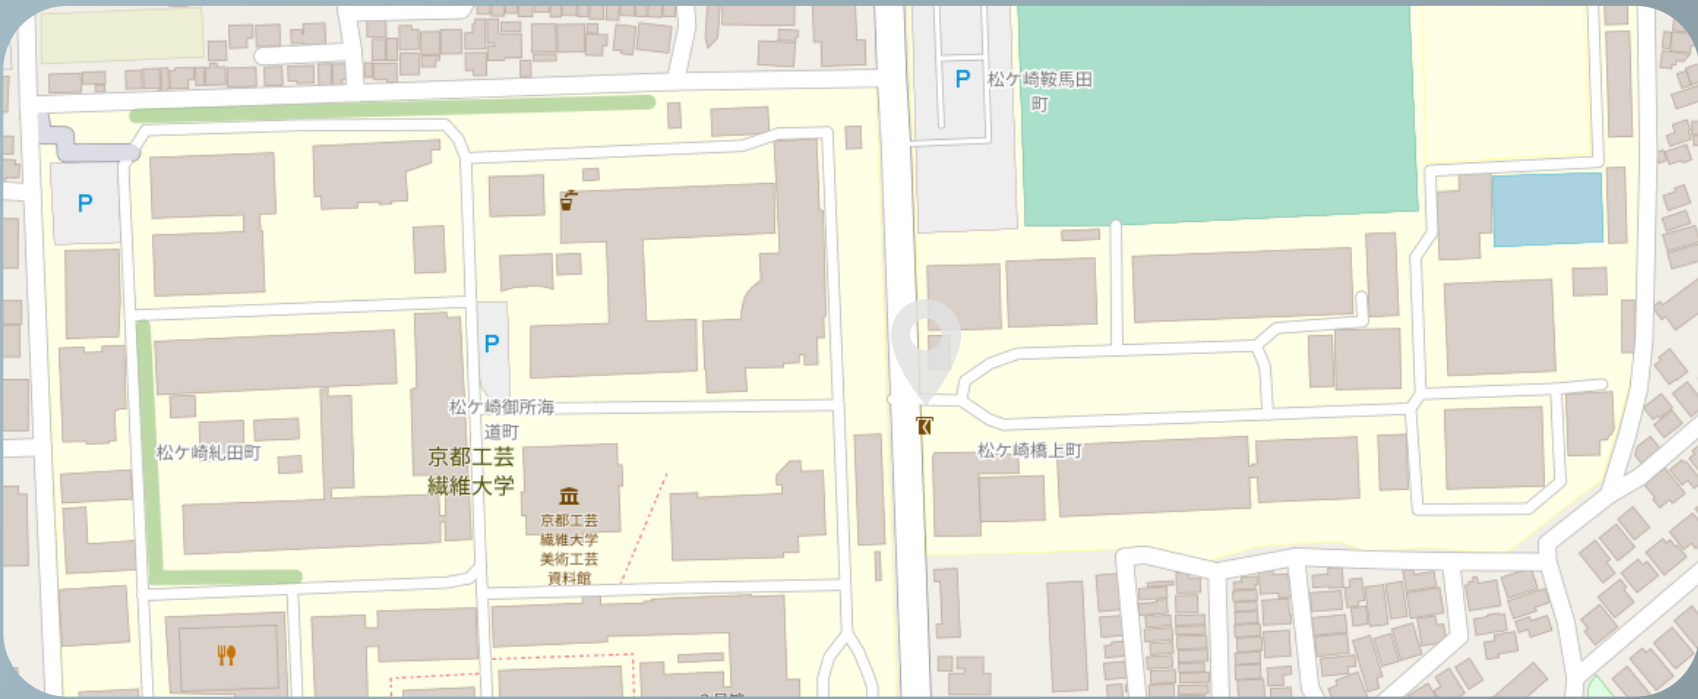 P
松ケ崎鞍馬田
町
P
P
松ケ崎御所海
道町
松ケ崎糺田町
京都工芸
繊維大学
松ケ崎橋上町
京都工芸
繊維大学
美術工芸
資料館